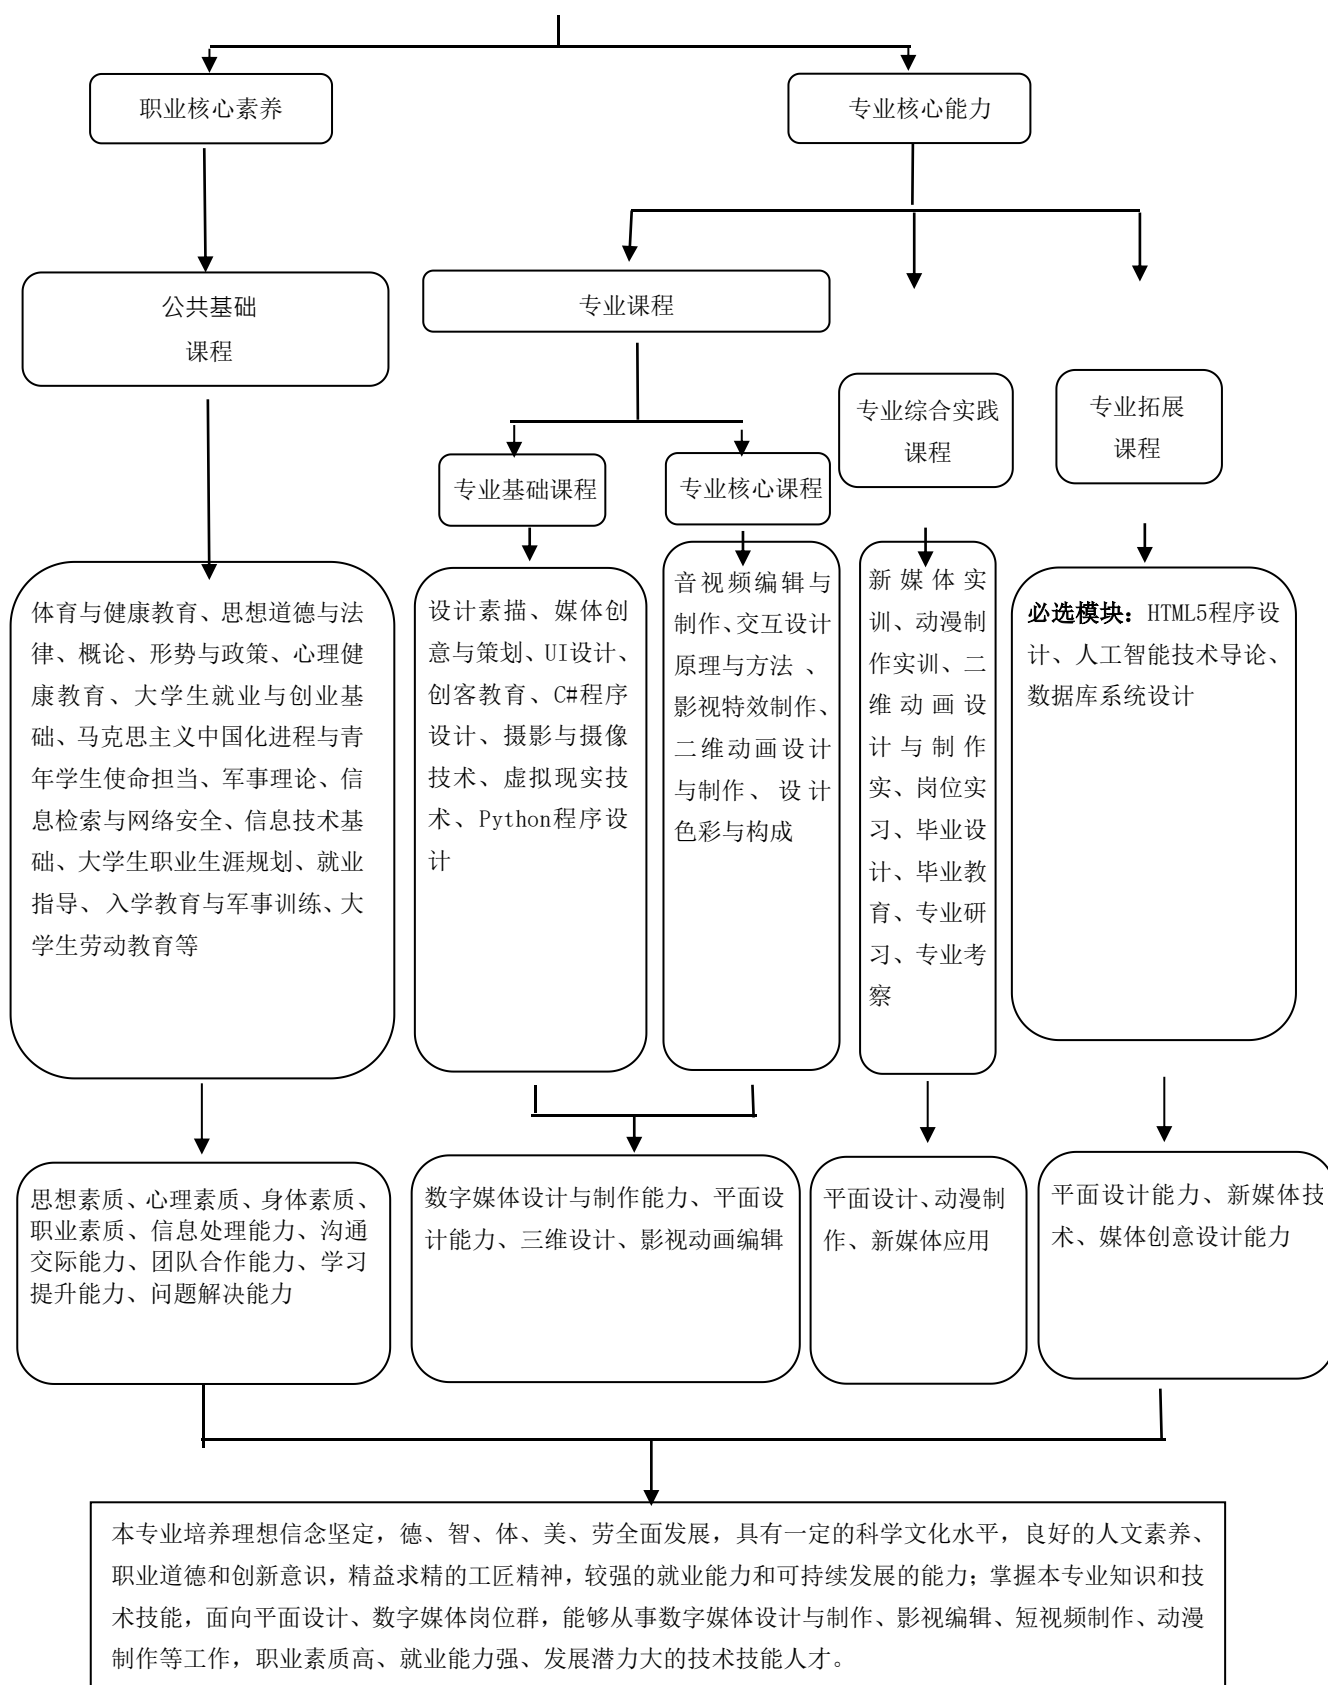 职业核心素养
专业核心能力
公共基础
课程
专业课程
专业综合实践
课程
专业拓展
课程
专业基础课程
专业核心课程
体育与健康教育、思想道德与法
律、概论、形势与政策、心理健
康教育、大学生就业与创业基
础、马克思主义中国化进程与青
年学生使命担当、军事理论、信
息检索与网络安全、信息技术基
础、大学生职业生涯规划、就业
指导、入学教育与军事训练、大
学生劳动教育等
设计素描、媒体创
意与策划、UI设计、
创客教育、C#程序
设计、摄影与摄像
技术、虚拟现实技
术、Python程序设
计
音视频编辑与
制作、交互设计
原理与方法 、
影视特效制作、
二维动画设计
与制作、设计
色彩与构成
新媒体实
训、动漫制
作实训、二
维动画设
计与制作
实、岗位实
习、毕业设
计、毕业教
育、专业研
习、专业考
察
必选模块：HTML5程序设
计、人工智能技术导论、
数据库系统设计
思想素质、心理素质、身体素质、
职业素质、信息处理能力、沟通
交际能力、团队合作能力、学习
提升能力、问题解决能力
数字媒体设计与制作能力、平面设
计能力、三维设计、影视动画编辑
平面设计、动漫制
作、新媒体应用
平面设计能力、新媒体技
术、媒体创意设计能力
本专业培养理想信念坚定，德、智、体、美、劳全面发展，具有一定的科学文化水平，良好的人文素养、
职业道德和创新意识，精益求精的工匠精神，较强的就业能力和可持续发展的能力；掌握本专业知识和技
术技能，面向平面设计、数字媒体岗位群，能够从事数字媒体设计与制作、影视编辑、短视频制作、动漫
制作等工作，职业素质高、就业能力强、发展潜力大的技术技能人才。